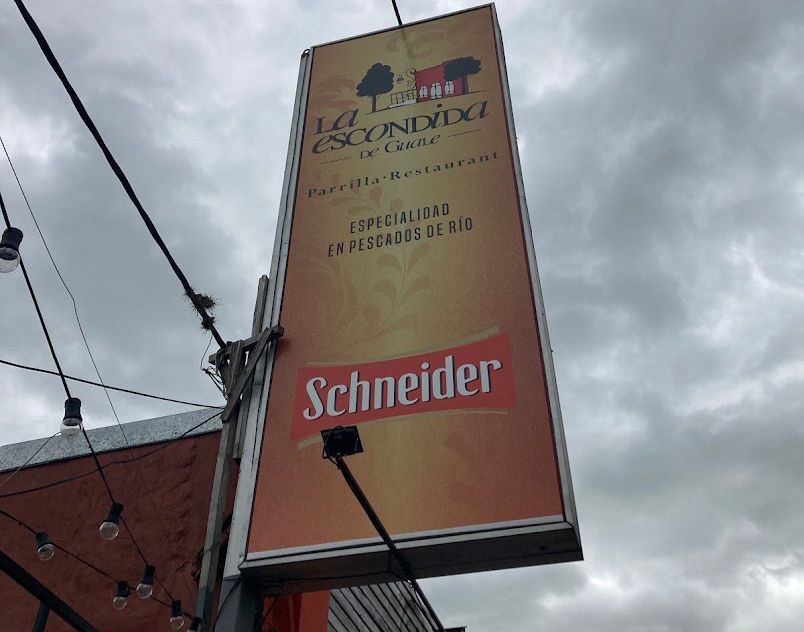 La
escondida
de Guale
Parrilla·Restaurant
ESPECIALIDAD
EN PESCADOS DE RÍO
Schneider